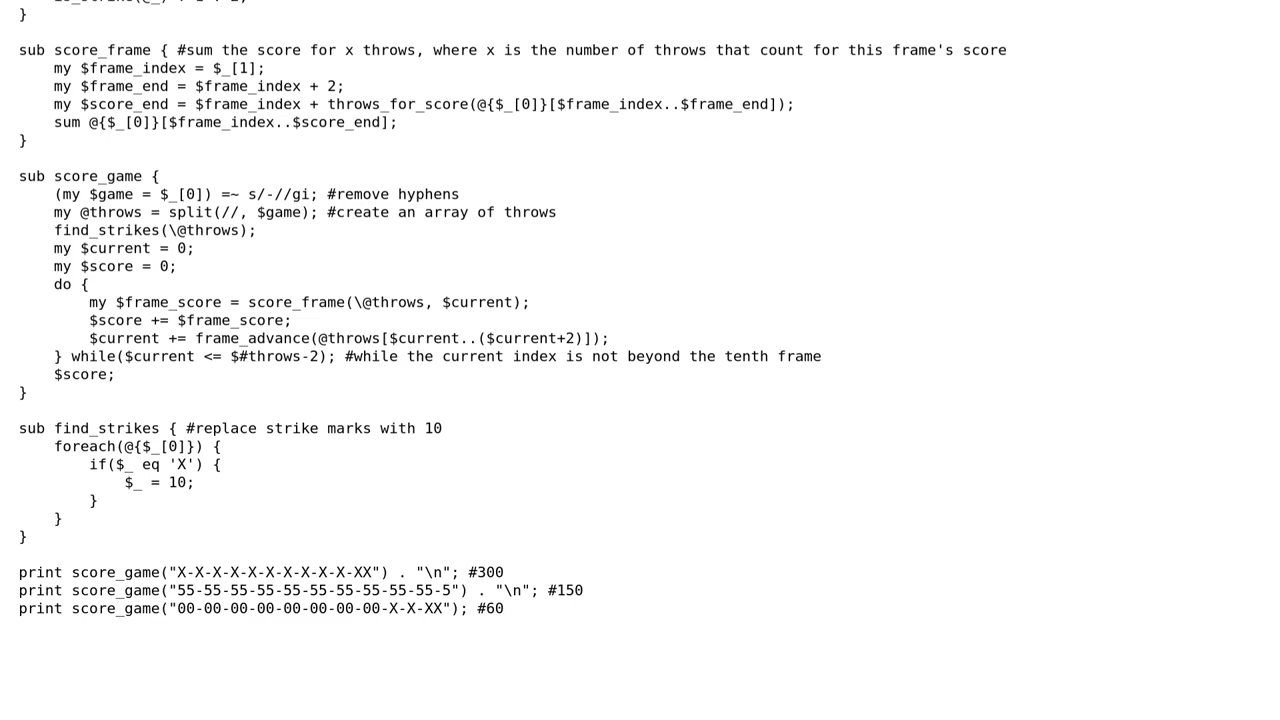 }
sub score_frame { #sum the score for x throws, where x is the number of throws that count for this frame's score
    my $frame_index = $_[1];
    my $frame_end = $frame_index + 2;
    my $score_end = $frame_index + throws_for_score(@{$_[0]}[$frame_index..$frame_end]);
    sum @{$_[0]}[$frame_index..$score_end];
}
sub score_game {
    (my $game = $_[0]) =~ s/-//gi; #remove hyphens
    my @throws = split(//, $game); #create an array of throws
    find_strikes(\@throws);
    my $current = 0;
    my $score = 0;
    do {
        my $frame_score = score_frame(\@throws, $current);
        $score += $frame_score;
        $current += frame_advance(@throws[$current..($current+2)]);
    } while($current <= $#throws-2); #while the current index is not beyond the tenth frame
    $score;
}
sub find_strikes { #replace strike marks with 10
    foreach(@{$_[0]}) {
        if($_ eq 'X') {
            $_ = 10;
        }
    }
}
print score_game("X-X-X-X-X-X-X-X-X-XX") . "\n"; #300
print score_game("55-55-55-55-55-55-55-55-55-55-5") . "\n"; #150
print score_game("00-00-00-00-00-00-00-00-X-X-XX"); #60